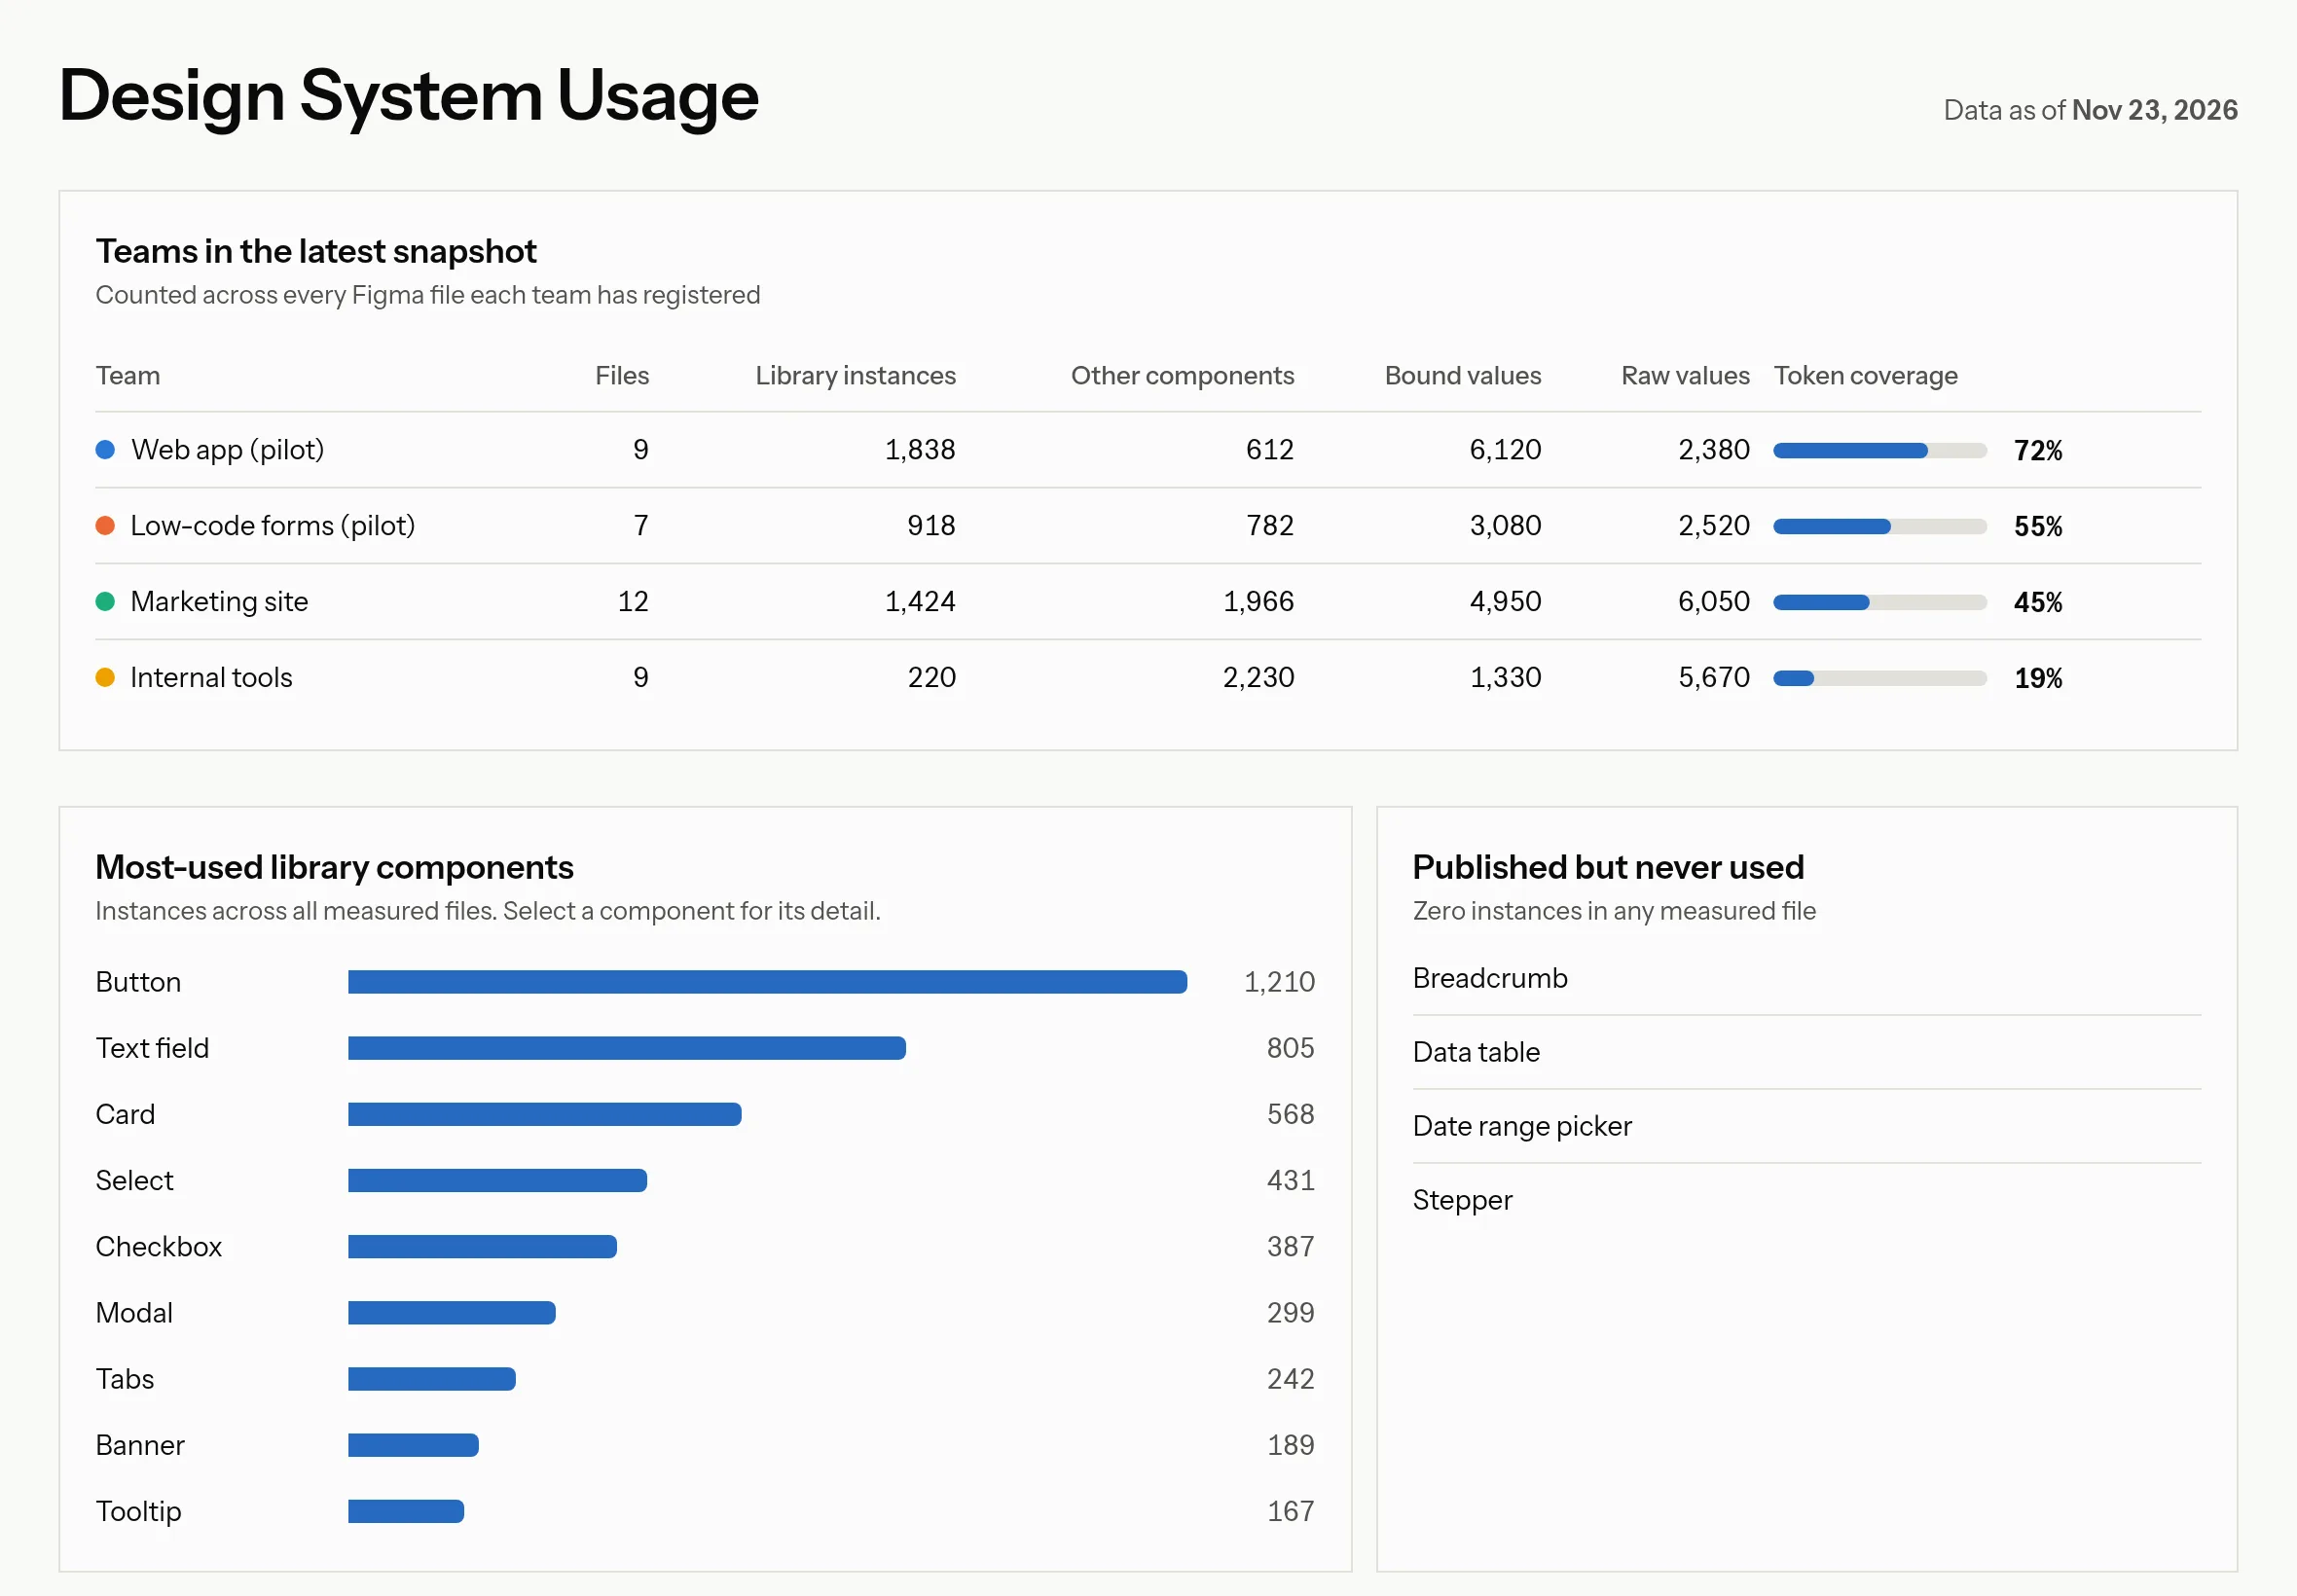 Design System Usage
Data as of Nov 23, 2026
Teams in the latest snapshot
Counted across every Figma file each team has registered
Team Files Library instances Other components Bound values Raw values Token coverage
Web app (pilot) 9 1,838 612 6,120 2,380 72%
Low-code forms (pilot) 7 918 782 3,080 2,520 55%
Marketing site 12 1,424 1,966 4,950 6,050 45%
Internal tools 9 220 2,230 1,330 5,670 19%
Most-used library components
Instances across all measured files. Select a component for its detail.
Button 1,210
Text field 805
Card 568
Select 431
Checkbox 387
Modal 299
Tabs 242
Banner 189
Tooltip 167
Published but never used
Zero instances in any measured file
Breadcrumb
Data table
Date range picker
Stepper